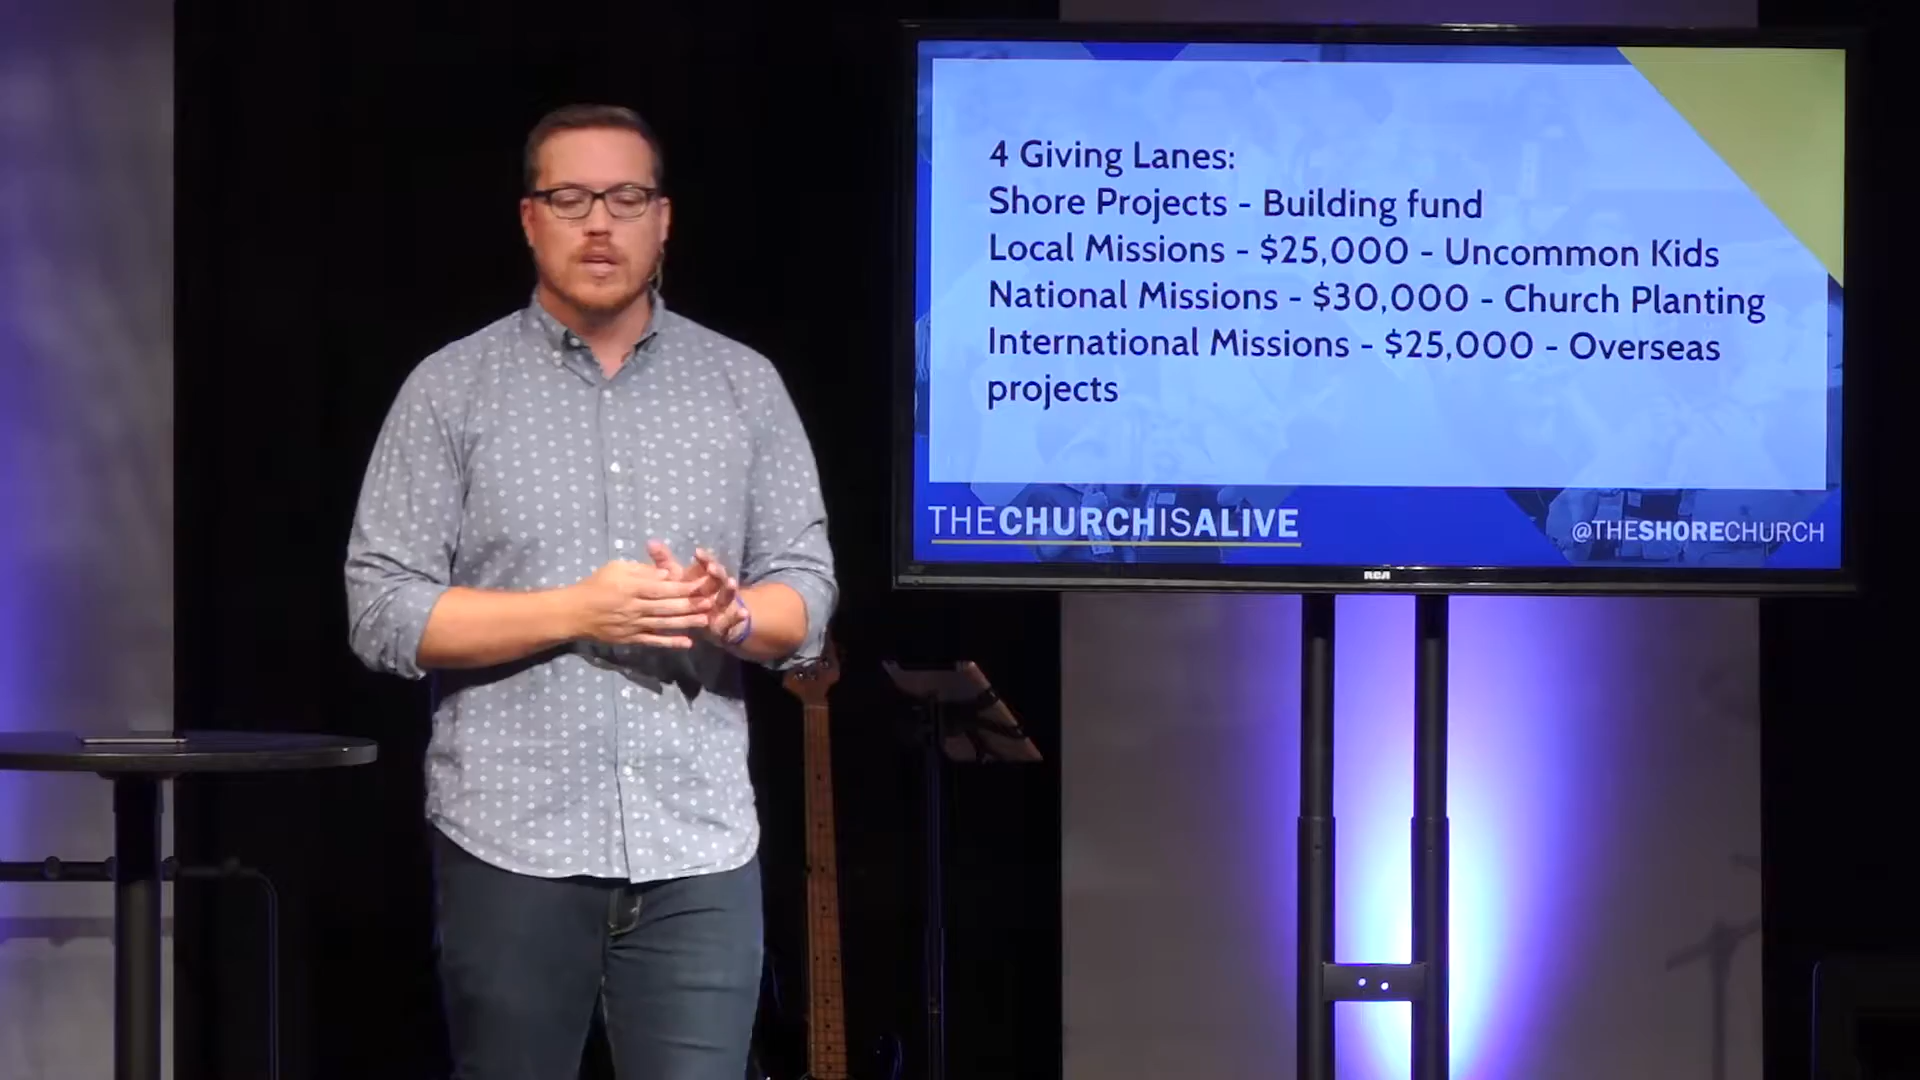 4 Giving Lanes:
Shore Projects - Building fund
Local Missions - $25,000 - Uncommon Kids
National Missions - $30,000 - Church Planting
International Missions - $25,000 - Overseas
projects
THECHURCHISALIVE
@THESHORECHURCH
RCA